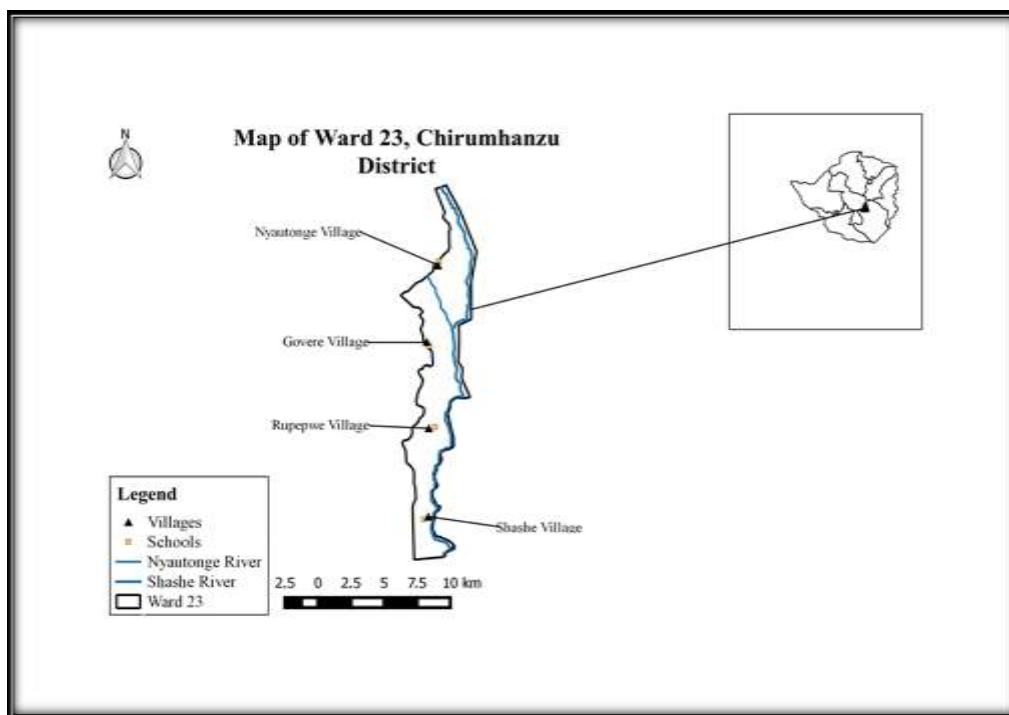 N
Map of Ward 23, Chirumhanzu
District
Nyautonge Village
Govere Village
Rupepwe Village
Shashe Village
Legend
Villages
Schools
Nyautonge River
Shashe River
Ward 23
2.5 0 2.5 5 7.5 10 km